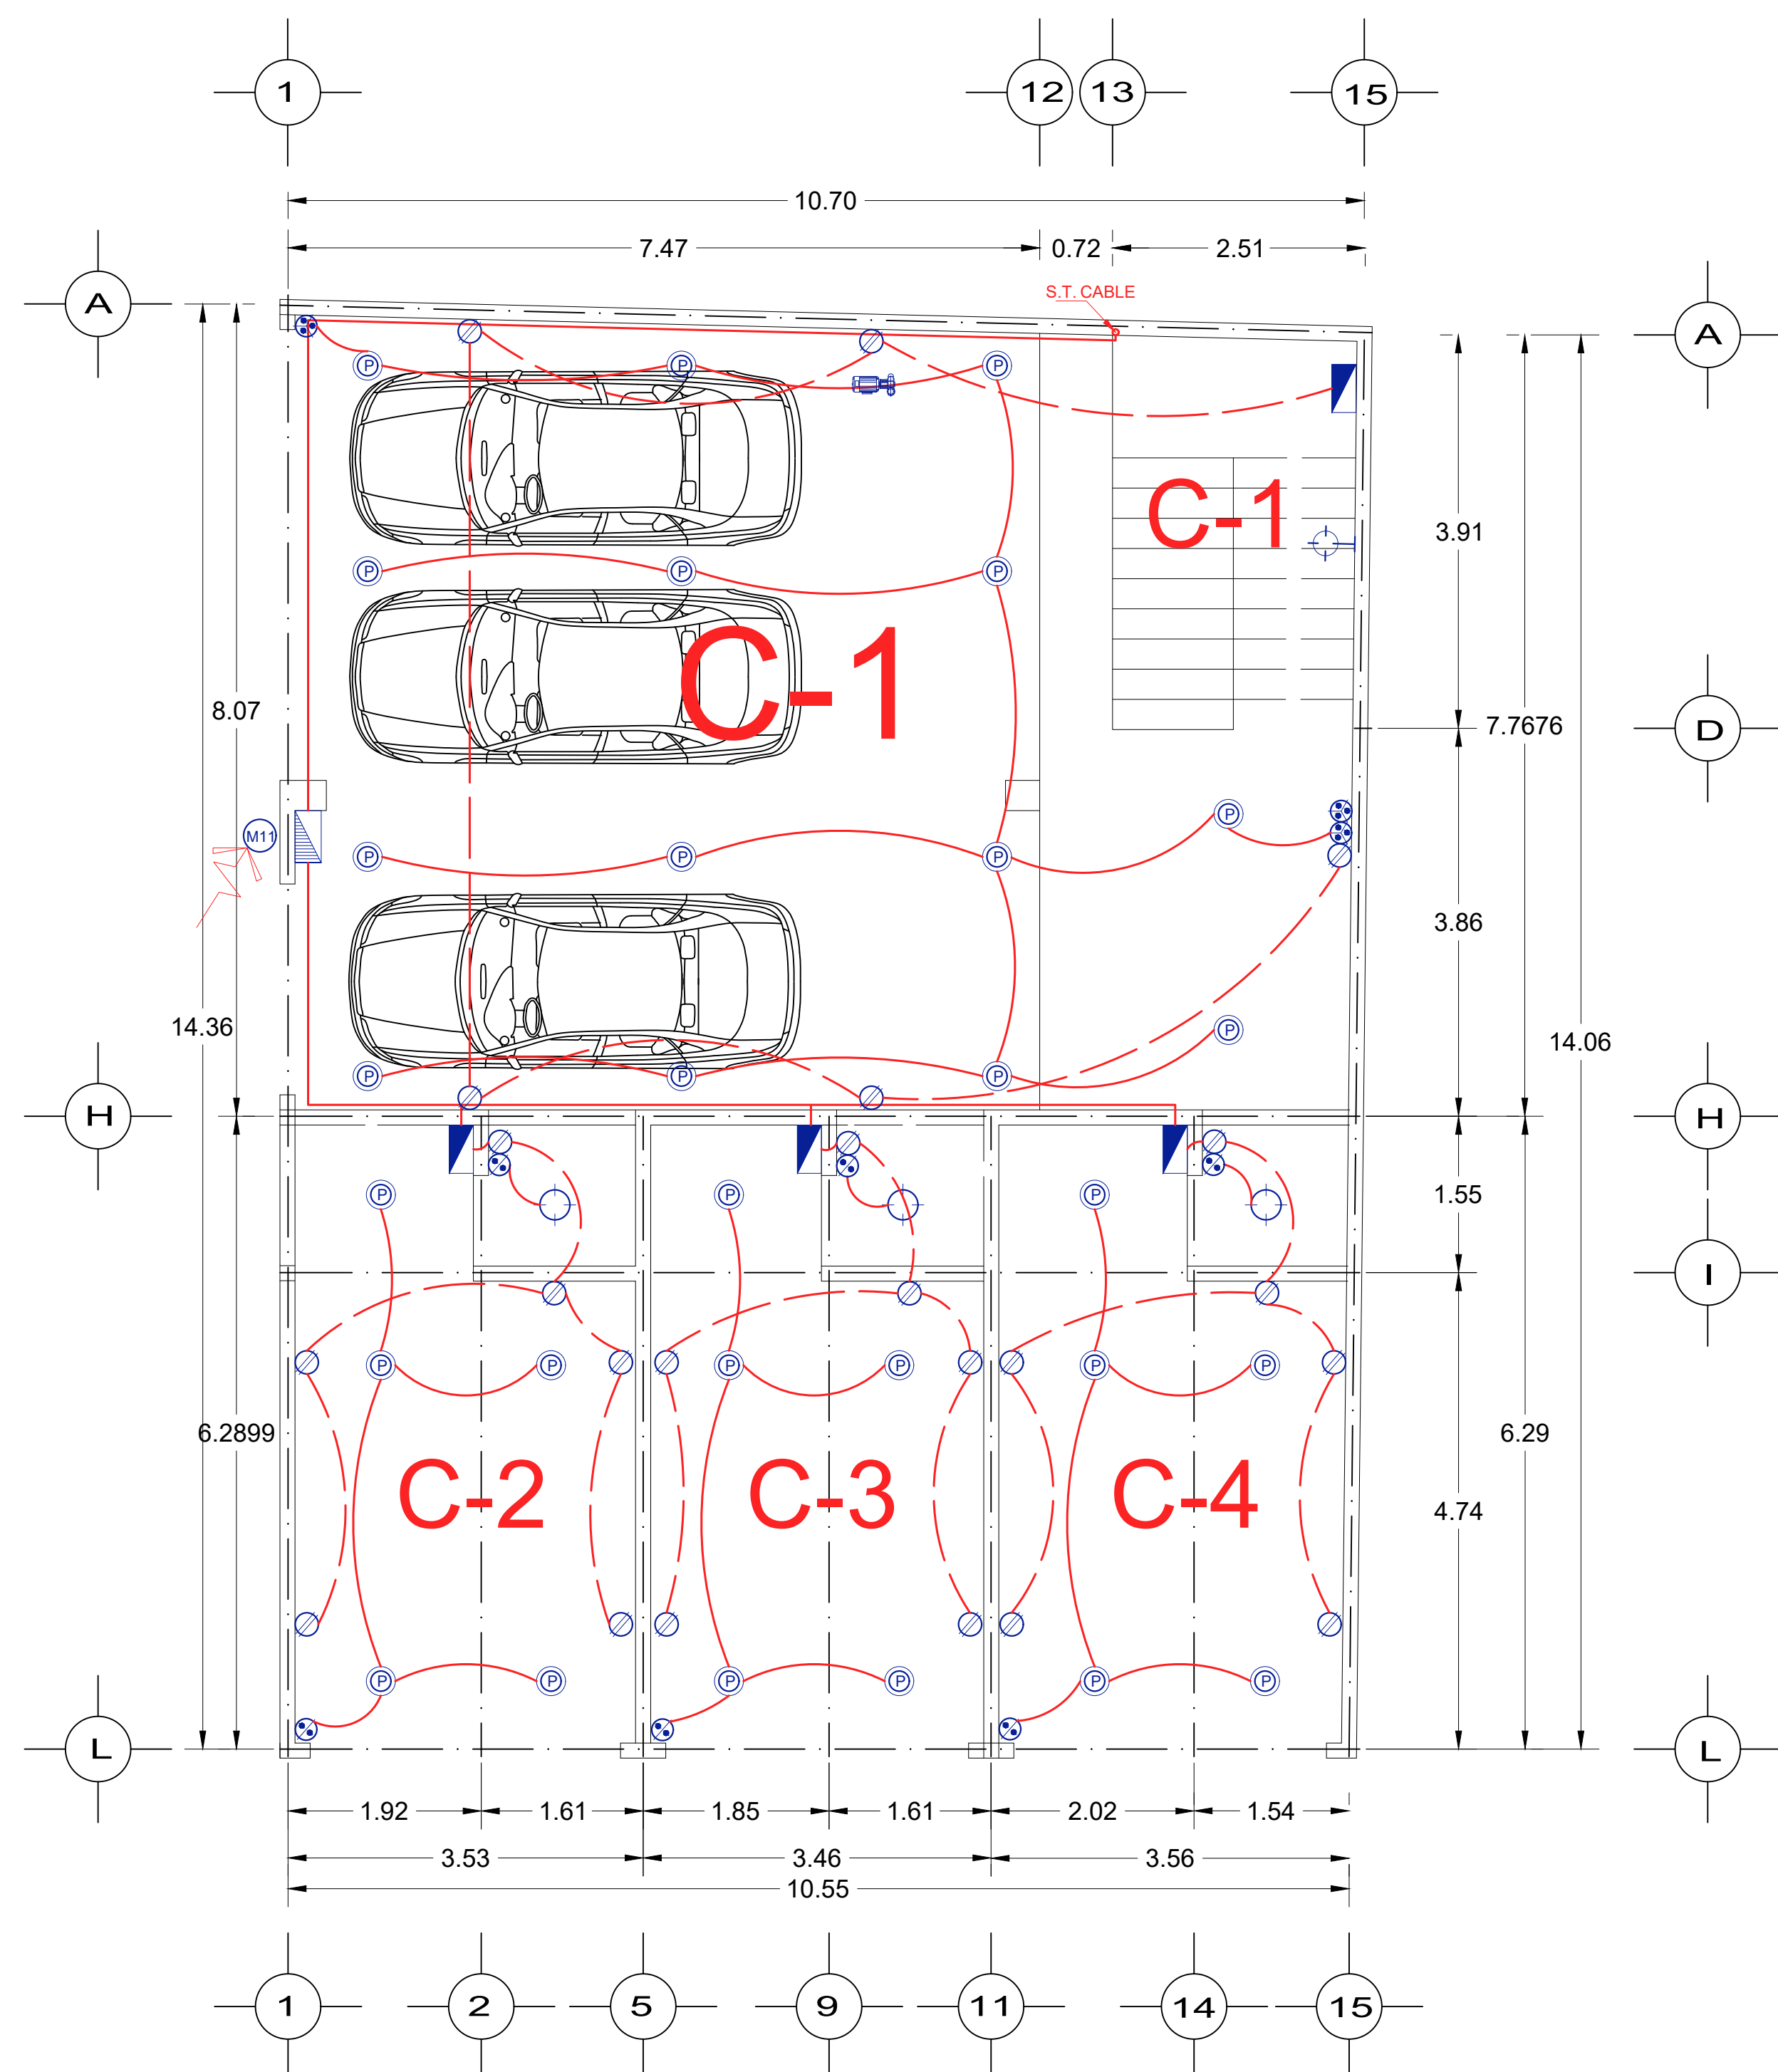 1 12 13 15
10.70
7.47 0.72 2.51
A S.T. CABLE A
P P P
C-1 3.91
P P P
C-1
8.07 7.7676 D
P
M11
P P P
3.86
14.36 P 14.06
P P P
H H
P P P 1.55
I
P P P P P P
6.2899 6.29
C-2 C-3 C-4 4.74
P P P P P P
L L
1.92 1.61 1.85 1.61 2.02 1.54
3.53 3.46 3.56
10.55
1 2 5 9 11 14 15